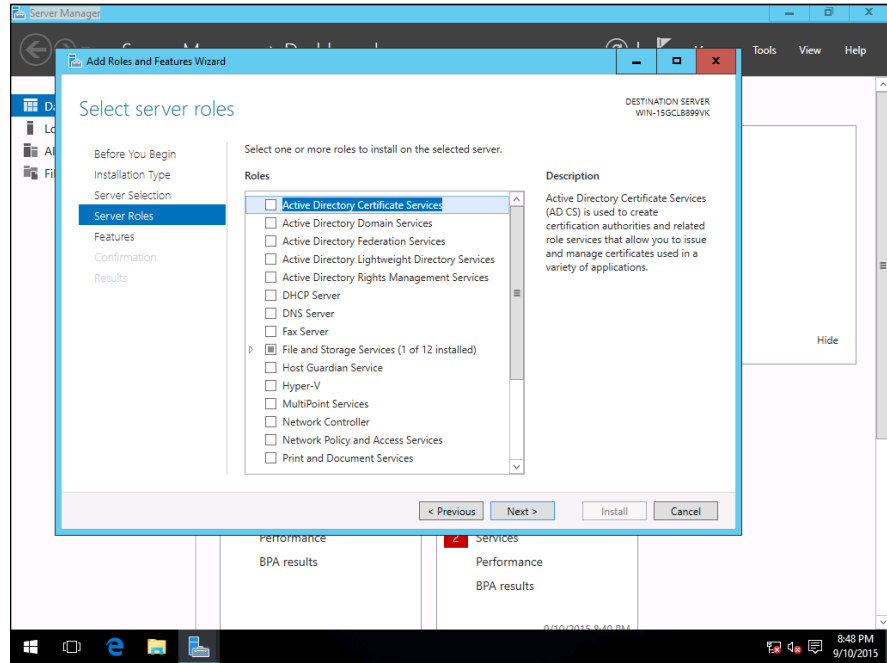 Server Manager
Tools View Help
Add Roles and Features Wizard
Select server roles
DESTINATION SERVER
WIN-15GCLB899VK
Before You Begin
Installation Type
Server Selection
Server Roles
Features
Confirmation
Results
Select one or more roles to install on the selected server.
Roles
Active Directory Certificate Services
Active Directory Domain Services
Active Directory Federation Services
Active Directory Lightweight Directory Services
Active Directory Rights Management Services
DHCP Server
DNS Server
Fax Server
File and Storage Services (1 of 12 installed)
Host Guardian Service
Hyper-V
MultiPoint Services
Network Controller
Network Policy and Access Services
Print and Document Services
Description
Active Directory Certificate Services
(AD CS) is used to create
certification authorities and related
role services that allow you to issue
and manage certificates used in a
variety of applications.
Hide
< Previous Next > Install Cancel
Performance
BPA results
2 Services
Performance
BPA results
9/10/2015 8:40 PM
8:48 PM
9/10/2015